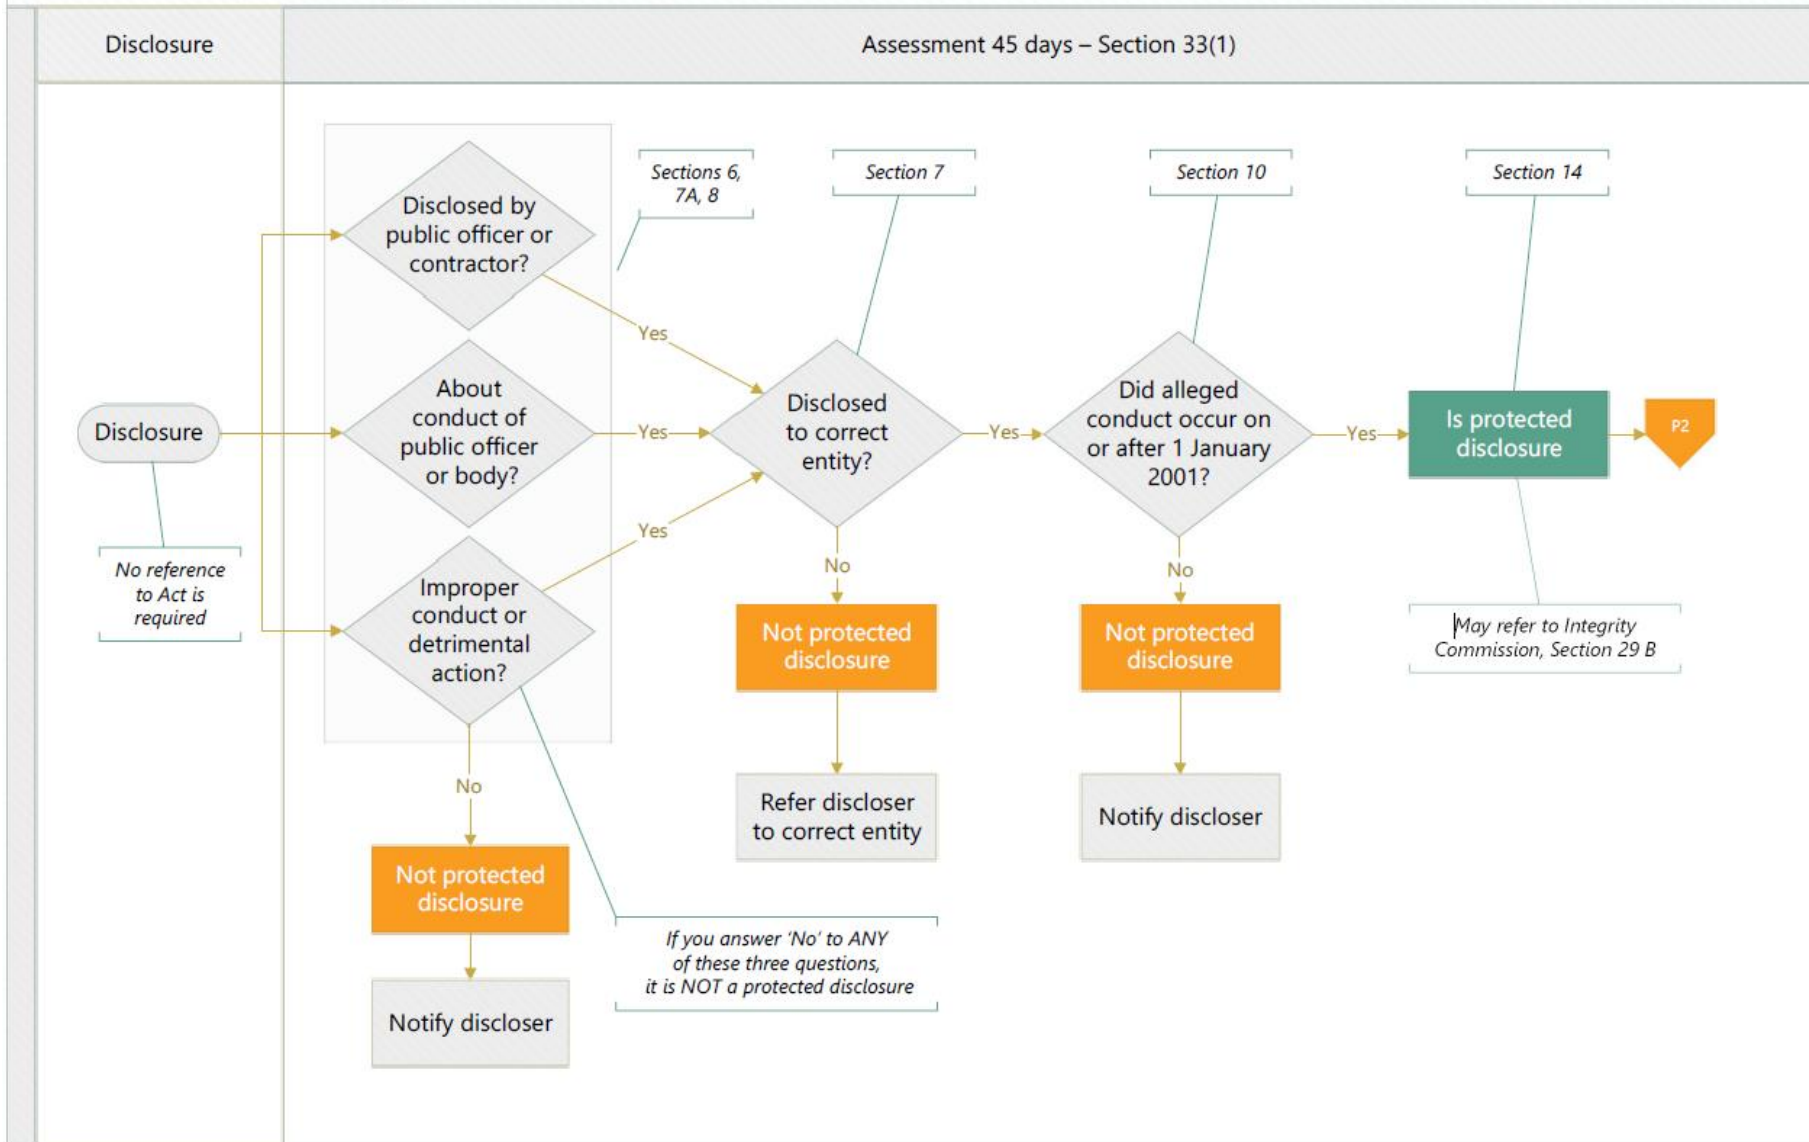 Disclosure
Assessment 45 days – Section 33(1)
Disclosed by
public officer or
contractor?
Sections 6,
7A, 8
Section 7
Section 10
Section 14
Yes
About
conduct of
public officer
or body?
Disclosure
Yes
Disclosed
to correct
entity?
Yes
Did alleged
conduct occur on
or after 1 January
2001?
Yes
Is protected
disclosure
P2
Yes
No reference
to Act is
required
Improper
conduct or
detrimental
action?
No
No
Not protected
disclosure
Not protected
disclosure
May refer to Integrity
Commission, Section 29 B
No
Refer discloser
to correct entity
Notify discloser
Not protected
disclosure
If you answer ‘No’ to ANY
of these three questions,
it is NOT a protected disclosure
Notify discloser